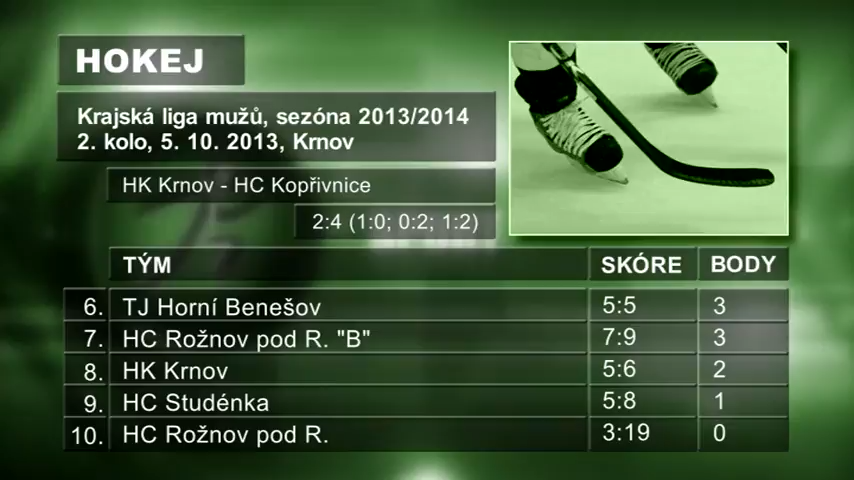 HOKEJ
Krajská liga mužů, sezóna 2013/2014
2. kolo, 5. 10. 2013, Krnov
HK Krnov - HC Kopřivnice
2:4 (1:0; 0:2; 1:2)
TÝM SKÓRE BODY
6. TJ Horní Benešov 5:5 3
7. HC Rožnov pod R. "B" 7:9 3
8. HK Krnov 5:6 2
9. HC Studénka 5:8 1
10. HC Rožnov pod R. 3:19 0